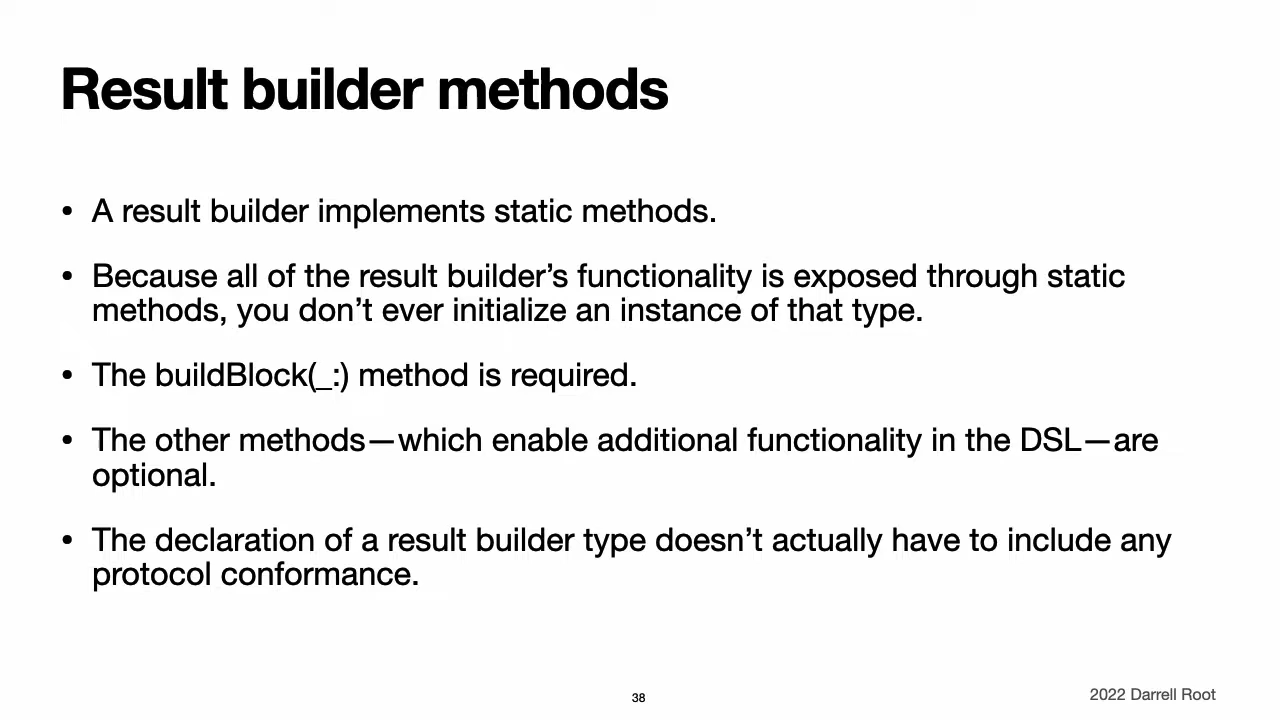 Result builder methods
• A result builder implements static methods.
• Because all of the result builder’s functionality is exposed through static
methods, you don’t ever initialize an instance of that type.
• The buildBlock(_:) method is required.
• The other methods—which enable additional functionality in the DSL—are
optional.
• The declaration of a result builder type doesn’t actually have to include any
protocol conformance.
38
2022 Darrell Root